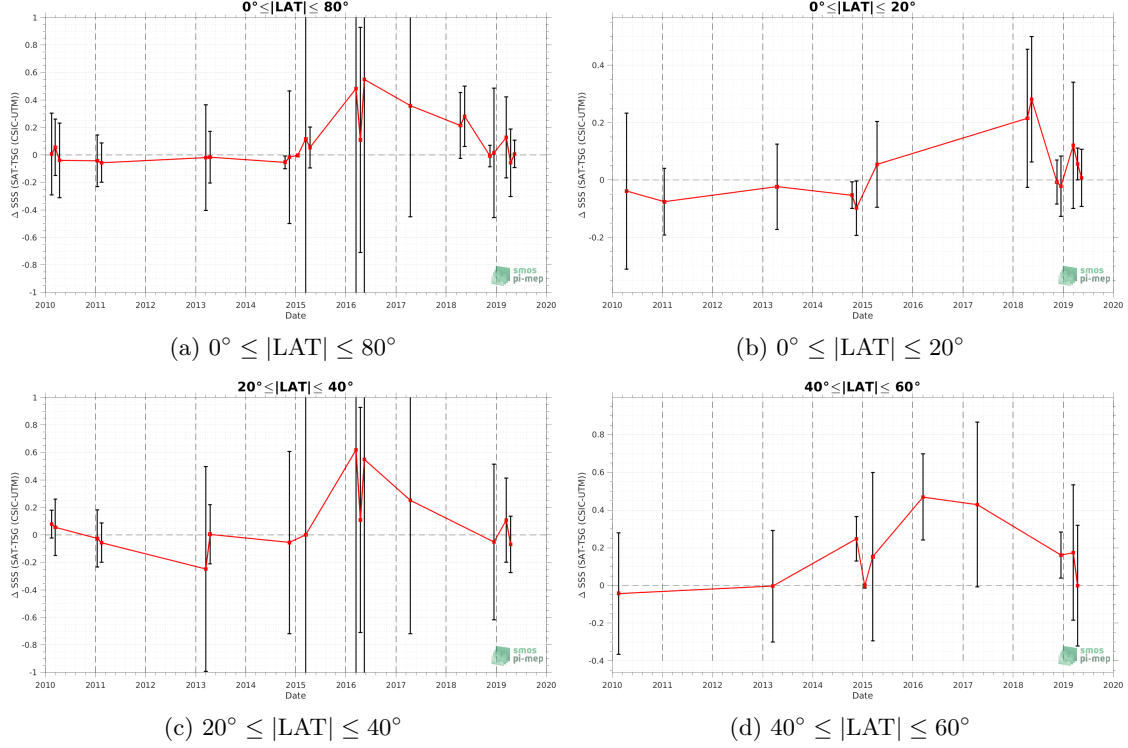 0°≤|LAT|≤ 80°
Δ SSS (SAT-TSG (CSIC-UTM))
1
0.8
0.6
0.4
0.2
0
-0.2
-0.4
-0.6
-0.8
-1
2010 2011 2012 2013 2014 2015 2016 2017 2018 2019 2020
Date
smos
pi-mep
(a) 0° ≤ |LAT| ≤ 80°
0°≤|LAT|≤ 20°
Δ SSS (SAT-TSG (CSIC-UTM))
0.4
0.2
0
-0.2
2010 2011 2012 2013 2014 2015 2016 2017 2018 2019 2020
Date
smos
pi-mep
(b) 0° ≤ |LAT| ≤ 20°
20°≤|LAT|≤ 40°
Δ SSS (SAT-TSG (CSIC-UTM))
1
0.8
0.6
0.4
0.2
0
-0.2
-0.4
-0.6
-0.8
-1
2010 2011 2012 2013 2014 2015 2016 2017 2018 2019 2020
Date
smos
pi-mep
(c) 20° ≤ |LAT| ≤ 40°
40°≤|LAT|≤ 60°
Δ SSS (SAT-TSG (CSIC-UTM))
0.8
0.6
0.4
0.2
0
-0.2
-0.4
2010 2011 2012 2013 2014 2015 2016 2017 2018 2019 2020
Date
smos
pi-mep
(d) 40° ≤ |LAT| ≤ 60°